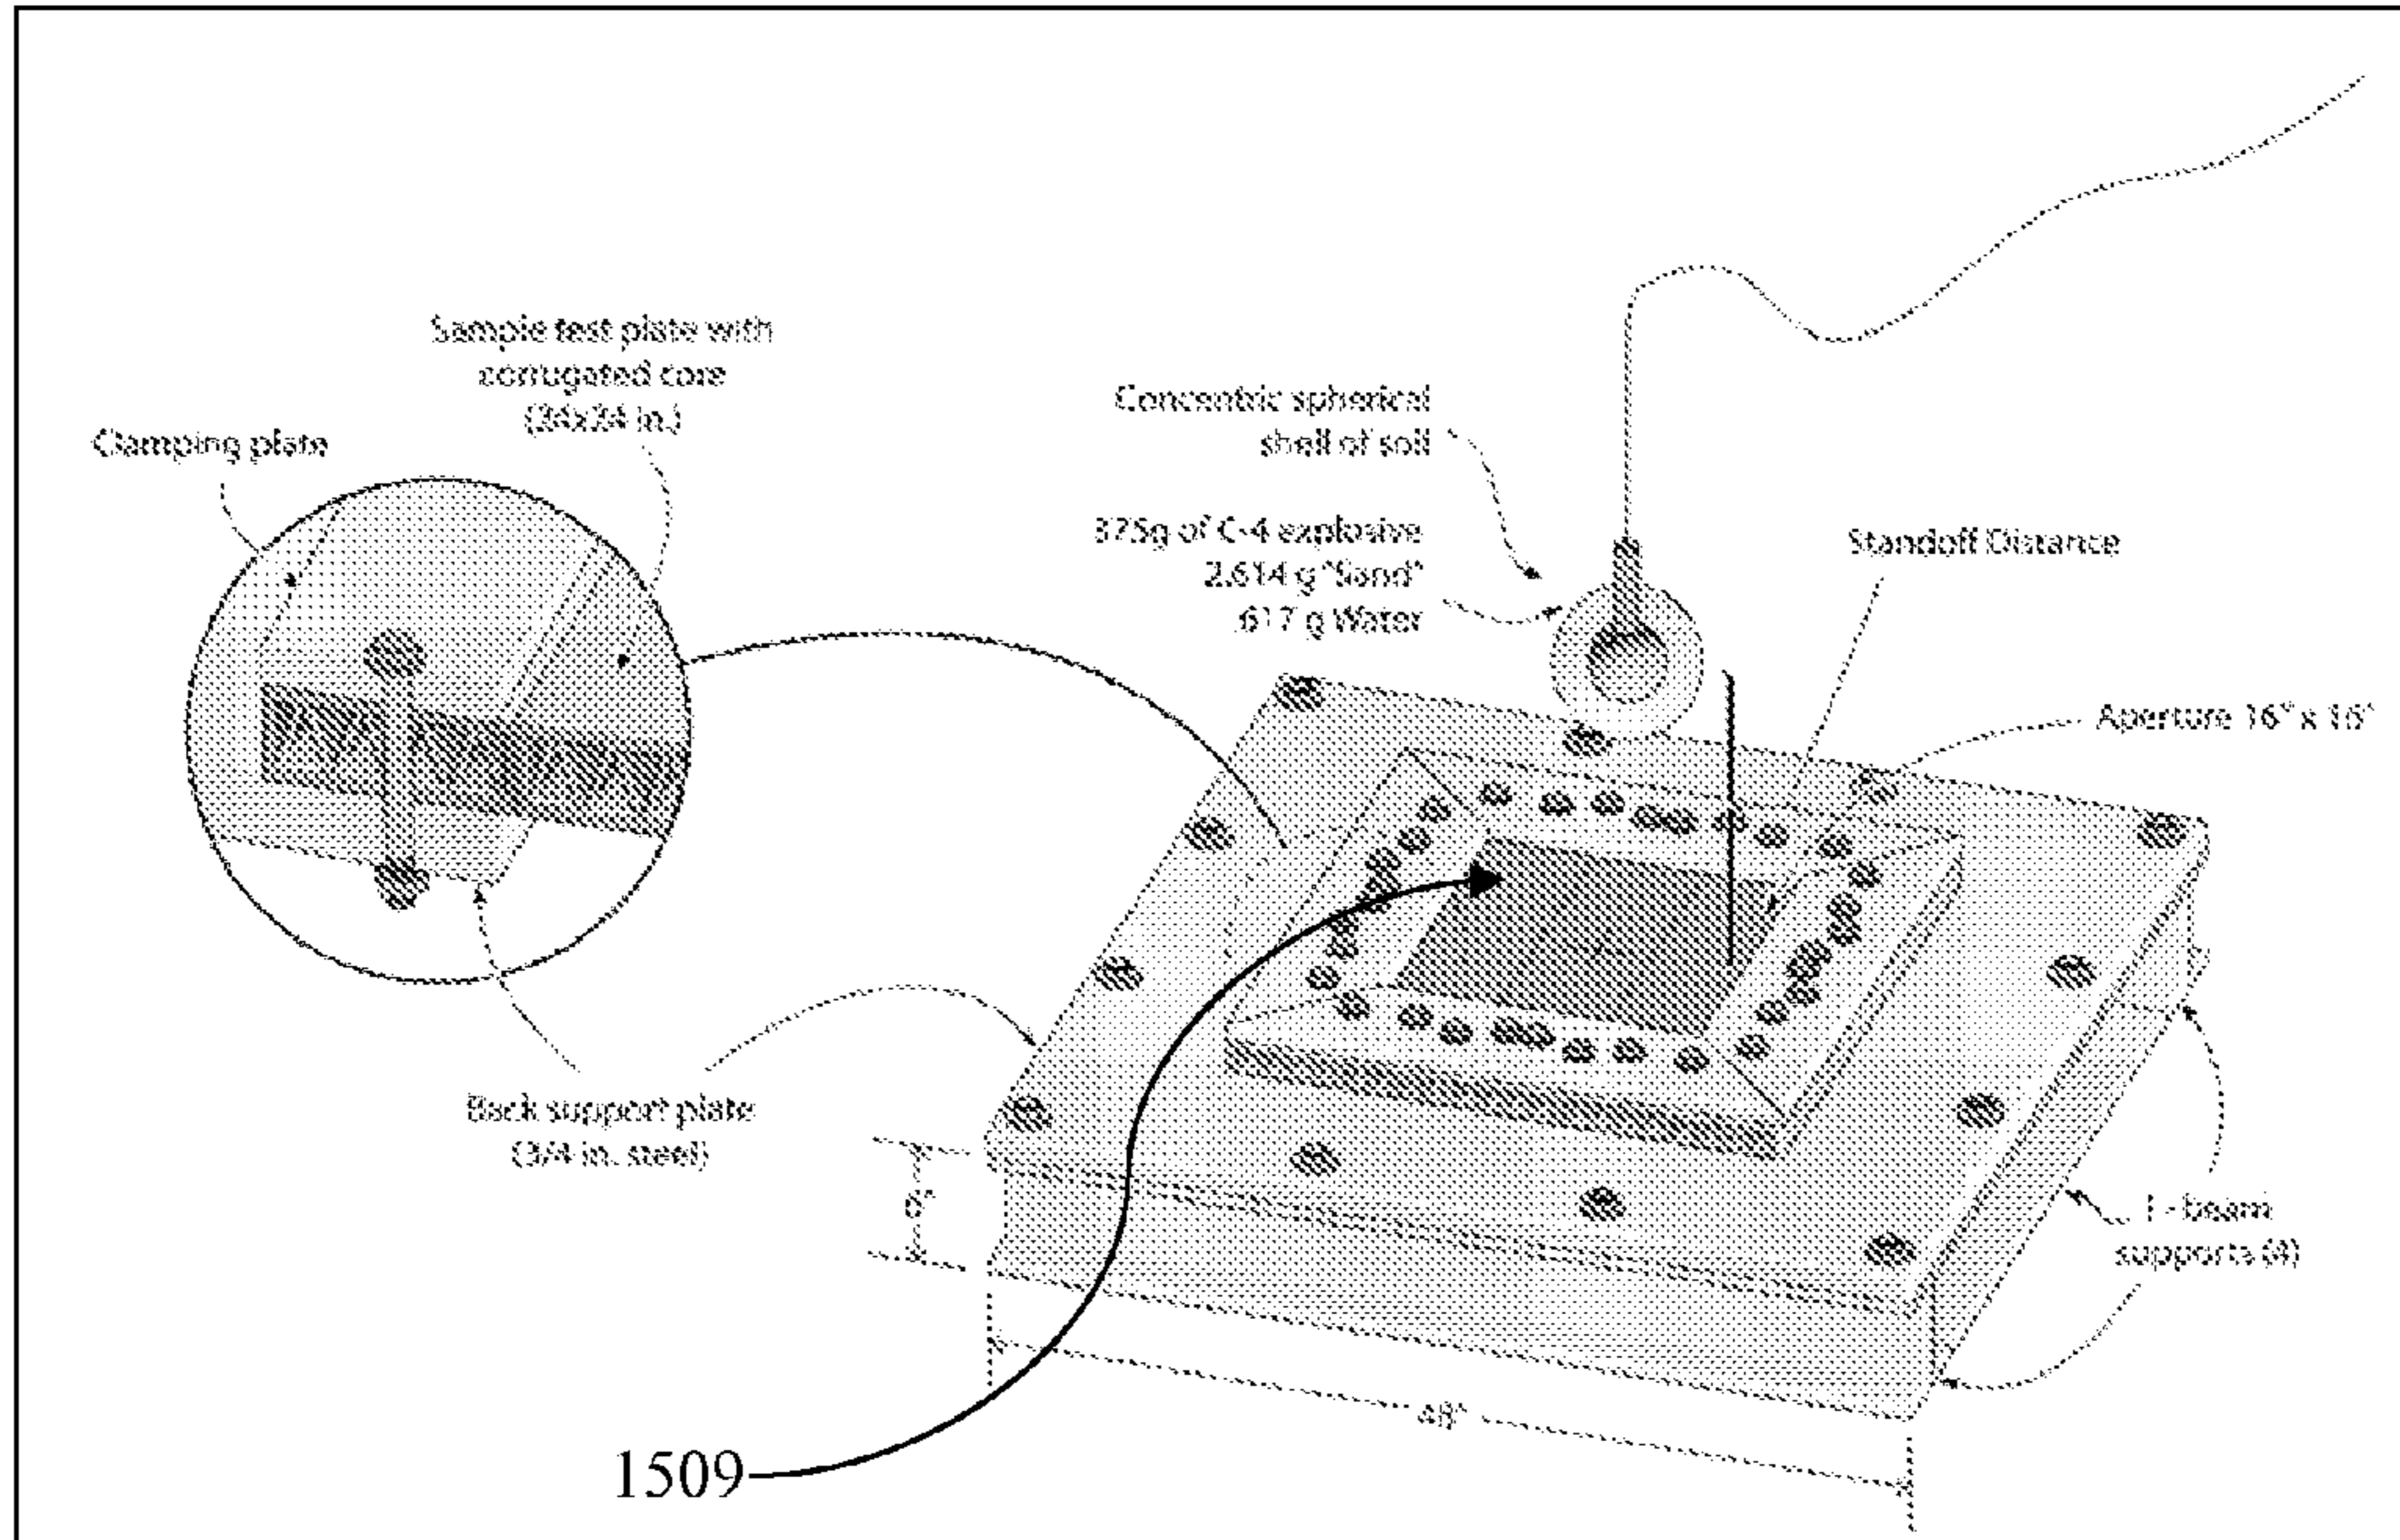 Sample test plate with
corrugated core
(24x24 in.)
Clamping plate
Concentric spherical
shell of soil
375g of C-4 explosive
2.614 g "Sand"
617 g Water
Standoff Distance
Aperture 16" x 16"
Back support plate
(3/4 in. steel)
6"
I - beam
supports (4)
48"
1509